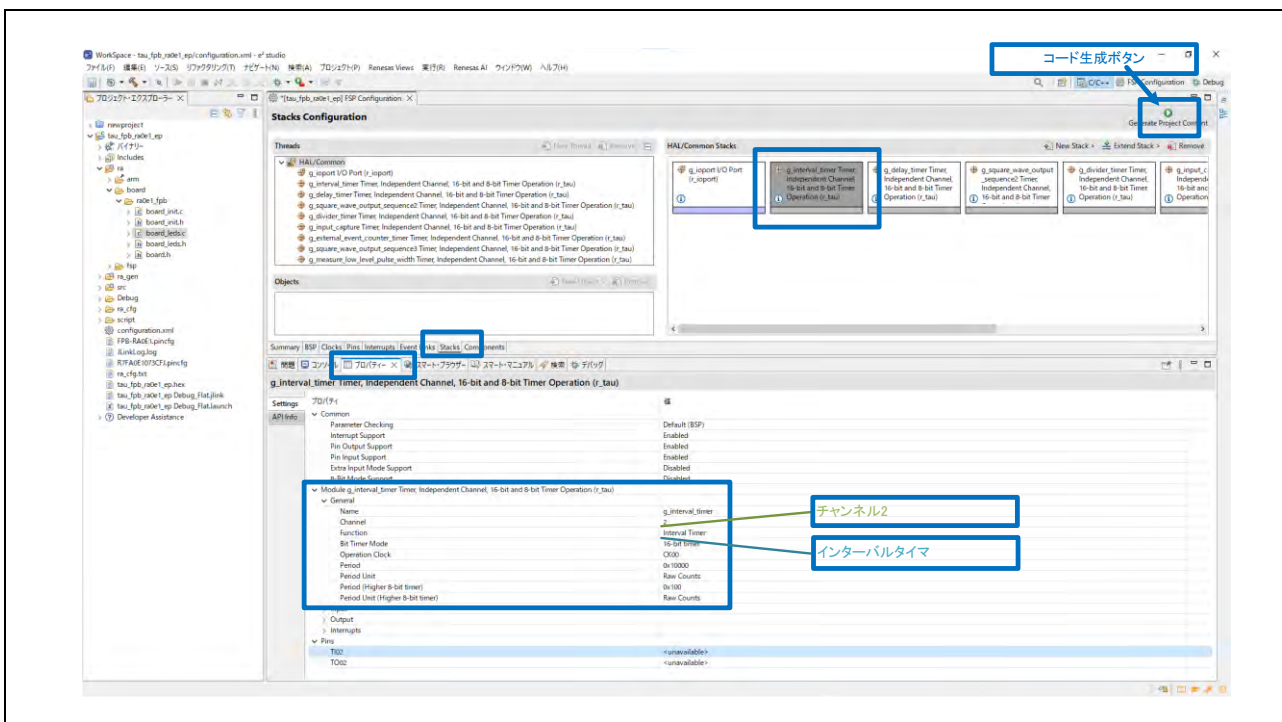 WorkSpace - tau_fpb_ra0e1_ep/configuration.xml - e² studio
ファイル(F) 編集(E) ソース(S) リファクタリング(T) ナビゲート(N) 検索(A) プロジェクト(P) Renesas Views 実行(R) Renesas AI ウィンドウ(W) ヘルプ(H)
コード生成ボタン
C/C++ FSP Configuration Debug
プロジェクト・エクスプローラー
newproject
tau_fpb_ra0e1_ep
バイナリー
Includes
ra
arm
board
ra0e1_fpb
board_init.c
board_init.h
board_leds.c
board_leds.h
board.h
fsp
ra_gen
src
Debug
ra_cfg
script
configuration.xml
FPB-RA0E1.pincfg
JLinkLog.log
R7FA0E1073CFJ.pincfg
ra_cfg.txt
tau_fpb_ra0e1_ep.hex
tau_fpb_ra0e1_ep Debug_Flat.jlink
tau_fpb_ra0e1_ep Debug_Flat.launch
Developer Assistance
*[tau_fpb_ra0e1_ep] FSP Configuration
Stacks Configuration
Generate Project Content
Threads
New Thread Remove
HAL/Common
g_ioport I/O Port (r_ioport)
g_interval_timer Timer, Independent Channel, 16-bit and 8-bit Timer Operation (r_tau)
g_delay_timer Timer, Independent Channel, 16-bit and 8-bit Timer Operation (r_tau)
g_square_wave_output_sequence2 Timer, Independent Channel, 16-bit and 8-bit Timer Operation (r_tau)
g_divider_timer Timer, Independent Channel, 16-bit and 8-bit Timer Operation (r_tau)
g_input_capture Timer, Independent Channel, 16-bit and 8-bit Timer Operation (r_tau)
g_external_event_counter_timer Timer, Independent Channel, 16-bit and 8-bit Timer Operation (r_tau)
g_square_wave_output_sequence3 Timer, Independent Channel, 16-bit and 8-bit Timer Operation (r_tau)
g_measure_low_level_pulse_width Timer, Independent Channel, 16-bit and 8-bit Timer Operation (r_tau)
Objects
New Object > Remove
HAL/Common Stacks
New Stack > Extend Stack > Remove
g_ioport I/O Port
(r_ioport)
g_interval_timer Timer,
Independent Channel,
16-bit and 8-bit Timer
Operation (r_tau)
g_delay_timer Timer,
Independent Channel,
16-bit and 8-bit Timer
Operation (r_tau)
g_square_wave_output
_sequence2 Timer,
Independent Channel,
16-bit and 8-bit Timer
g_divider_timer Timer,
Independent Channel,
16-bit and 8-bit Timer
Operation (r_tau)
g_input_c
Independe
16-bit anc
Operation
Summary BSP Clocks Pins Interrupts Event Links Stacks Components
問題 コンソール プロパティー スマート・ブラウザー スマート・マニュアル 検索 デバッグ
g_interval_timer Timer, Independent Channel, 16-bit and 8-bit Timer Operation (r_tau)
Settings
API Info
プロパティ 値
Common
Parameter Checking Default (BSP)
Interrupt Support Enabled
Pin Output Support Enabled
Pin Input Support Enabled
Extra Input Mode Support Disabled
8-Bit Mode Support Disabled
Module g_interval_timer Timer, Independent Channel, 16-bit and 8-bit Timer Operation (r_tau)
General
Name g_interval_timer
Channel 2
Function Interval Timer
Bit Timer Mode 16-bit timer
Operation Clock CK00
Period 0x10000
Period Unit Raw Counts
Period (Higher 8-bit timer) 0x100
Period Unit (Higher 8-bit timer) Raw Counts
チャンネル2
インターバルタイマ
Input
Output
Interrupts
Pins
TI02 <unavailable>
TO02 <unavailable>